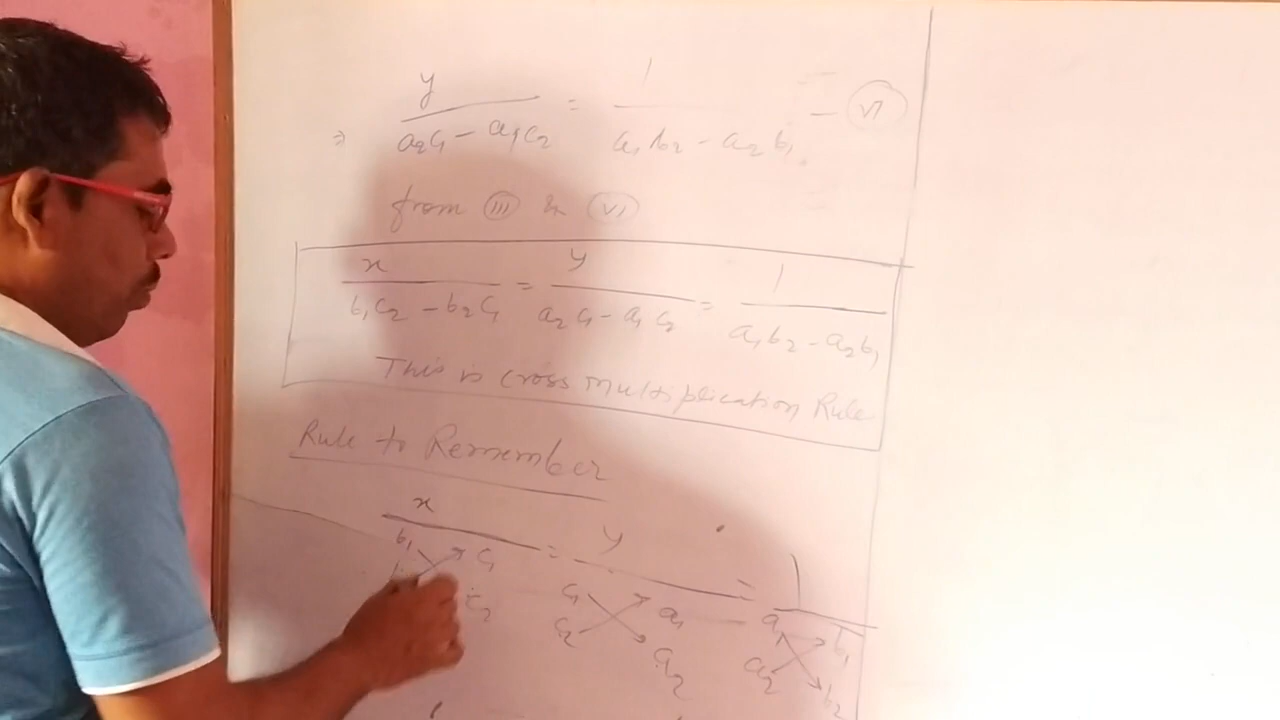 ⇒ y/(a₂c₁ - a₁c₂) = 1/(a₁b₂ - a₂b₁) — (VI)
from (III) & (VI)
x/(b₁c₂ - b₂c₁) = y/(a₂c₁ - a₁c₂) = 1/(a₁b₂ - a₂b₁)
This is cross multiplication Rule
Rule to Remember
x = y = 1
b₁ c₁ c₁ a₁ a₁ b₁
c₂ c₂ a₂ a₂ b₂